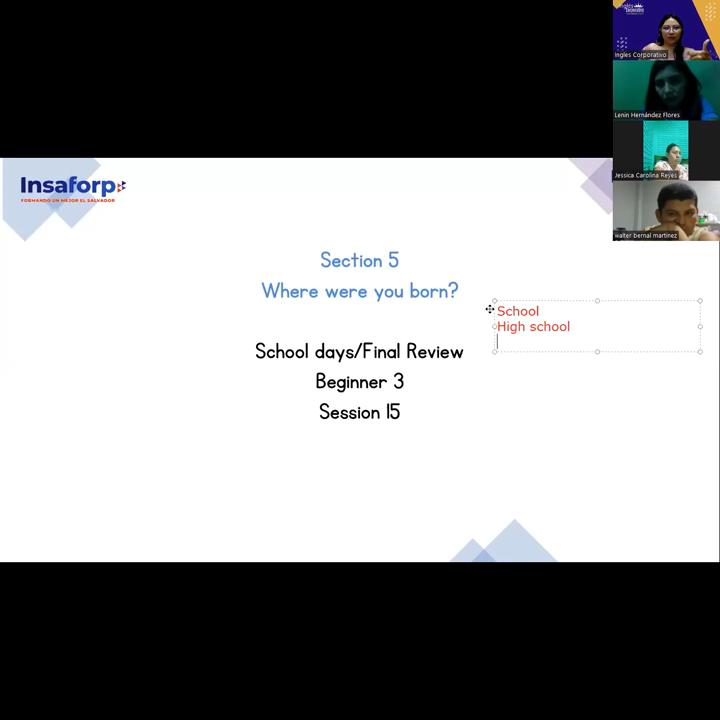 Ingles Corporativo
Lenin Hernández Flores
Jessica Carolina Reyes
walter bernal martinez
Insaforp
FORMANDO UN MEJOR EL SALVADOR
Section 5
Where were you born?
School
High school
School days/Final Review
Beginner 3
Session 15